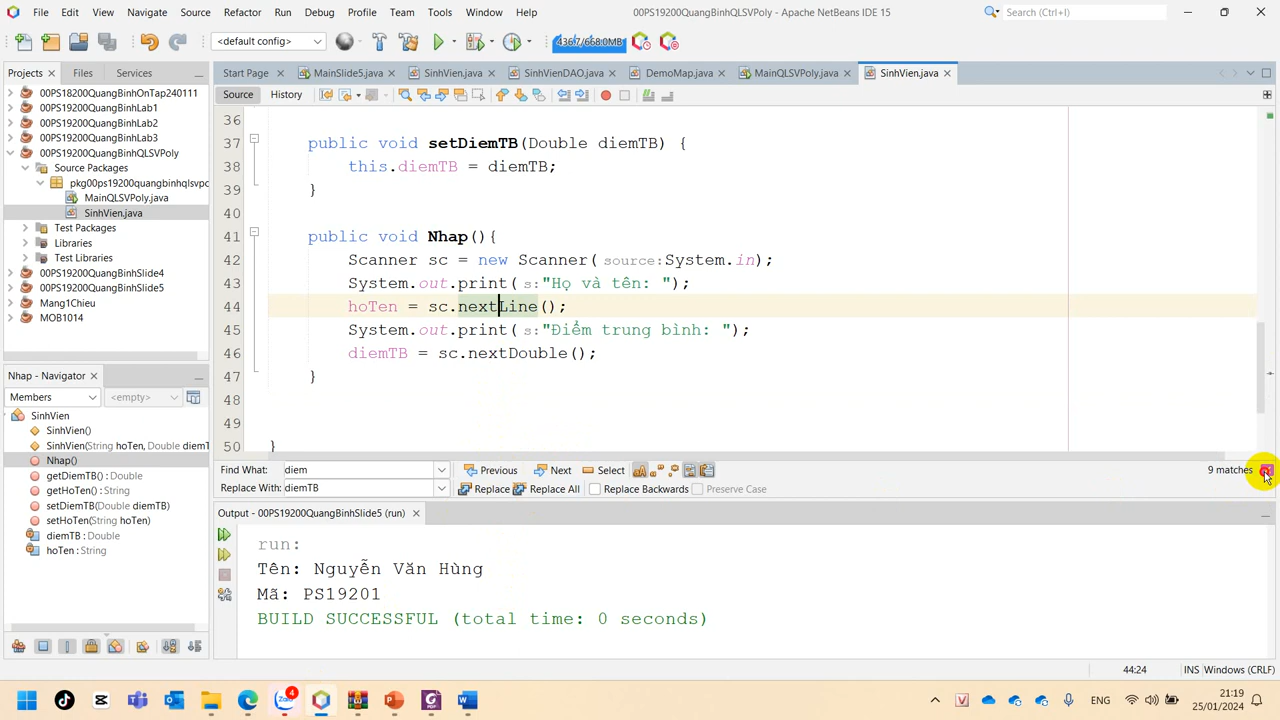 File Edit View Navigate Source Refactor Run Debug Profile Team Tools Window Help 00PS19200QuangBinhQLSVPoly - Apache NetBeans IDE 15 Search (Ctrl+I)
<default config> 436.7/668.0MB
Projects Files Services Start Page MainSlide5.java SinhVien.java SinhVienDAO.java DemoMap.java MainQLSVPoly.java SinhVien.java
Source History
00PS18200QuangBinhOnTap240111
00PS19200QuangBinhLab1
00PS19200QuangBinhLab2
00PS19200QuangBinhLab3
00PS19200QuangBinhQLSVPoly
Source Packages
pkg00ps19200quangbinhqlsvpo
MainQLSVPoly.java
SinhVien.java
Test Packages
Libraries
Test Libraries
00PS19200QuangBinhSlide4
00PS19200QuangBinhSlide5
Mang1Chieu
MOB1014
36
37 public void setDiemTB(Double diemTB) {
38 this.diemTB = diemTB;
39 }
40
41 public void Nhap(){
42 Scanner sc = new Scanner(source:System.in);
43 System.out.print(s:"Họ và tên: ");
44 hoTen = sc.nextLine();
45 System.out.print(s:"Điểm trung bình: ");
46 diemTB = sc.nextDouble();
47 }
48
49
50 }
Nhap - Navigator
Members <empty>
SinhVien
SinhVien()
SinhVien(String hoTen, Double diemT
Nhap()
getDiemTB() : Double
getHoTen() : String
setDiemTB(Double diemTB)
setHoTen(String hoTen)
diemTB : Double
hoTen : String
Find What: diem Previous Next Select 9 matches
Replace With: diemTB Replace Replace All Replace Backwards Preserve Case
Output - 00PS19200QuangBinhSlide5 (run)
run:
Tên: Nguyễn Văn Hùng
Mã: PS19201
BUILD SUCCESSFUL (total time: 0 seconds)
44:24 INS Windows (CRLF)
Zalo 4 ENG 21:19
25/01/2024